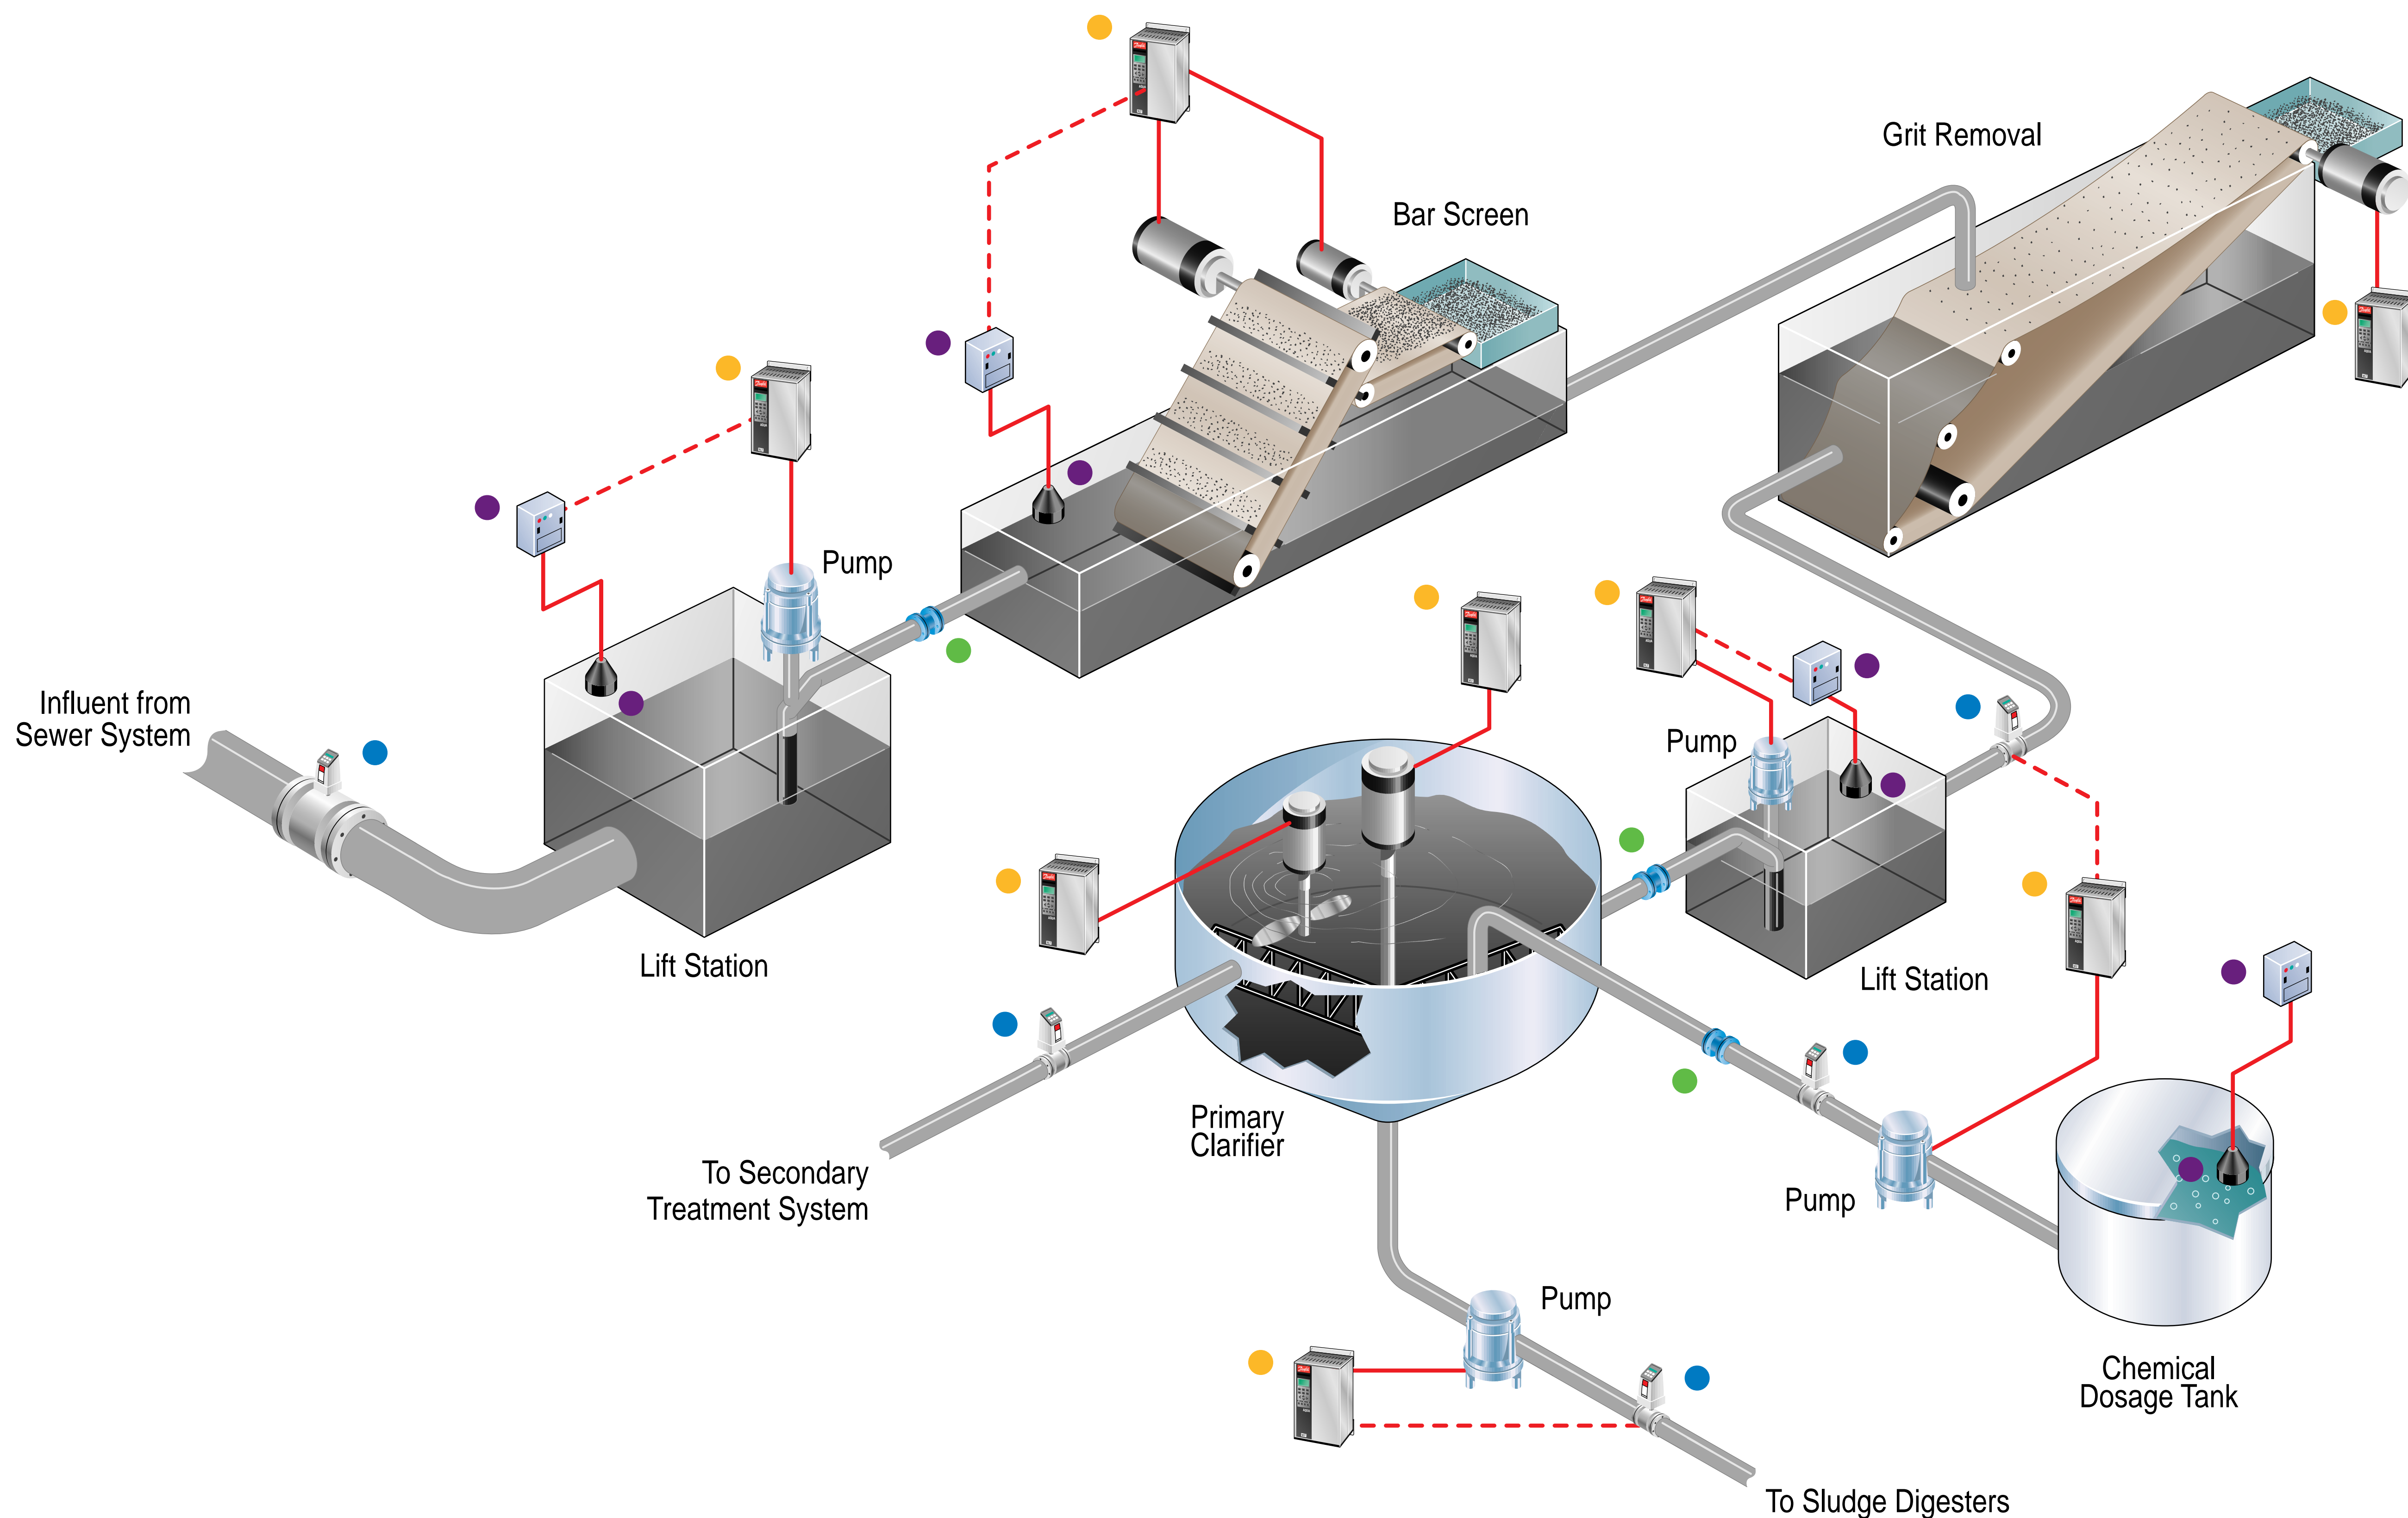 Grit Removal
Bar Screen
Pump
Influent from
Sewer System
Pump
Lift Station
Lift Station
Primary
Clarifier
To Secondary
Treatment System
Pump
Pump
Chemical
Dosage Tank
To Sludge Digesters